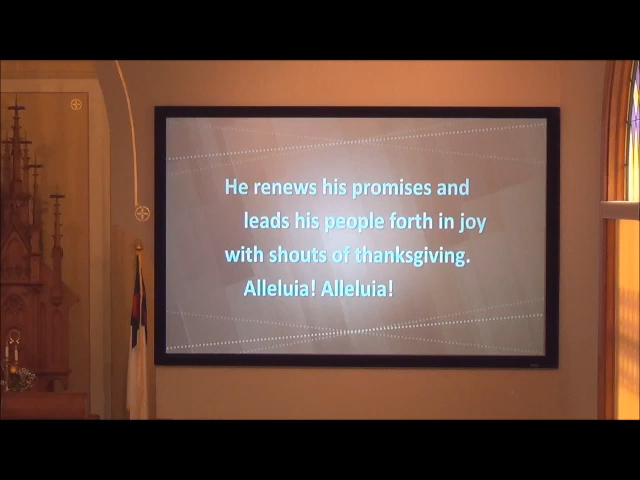 He renews his promises and
leads his people forth in joy
with shouts of thanksgiving.
Alleluia! Alleluia!